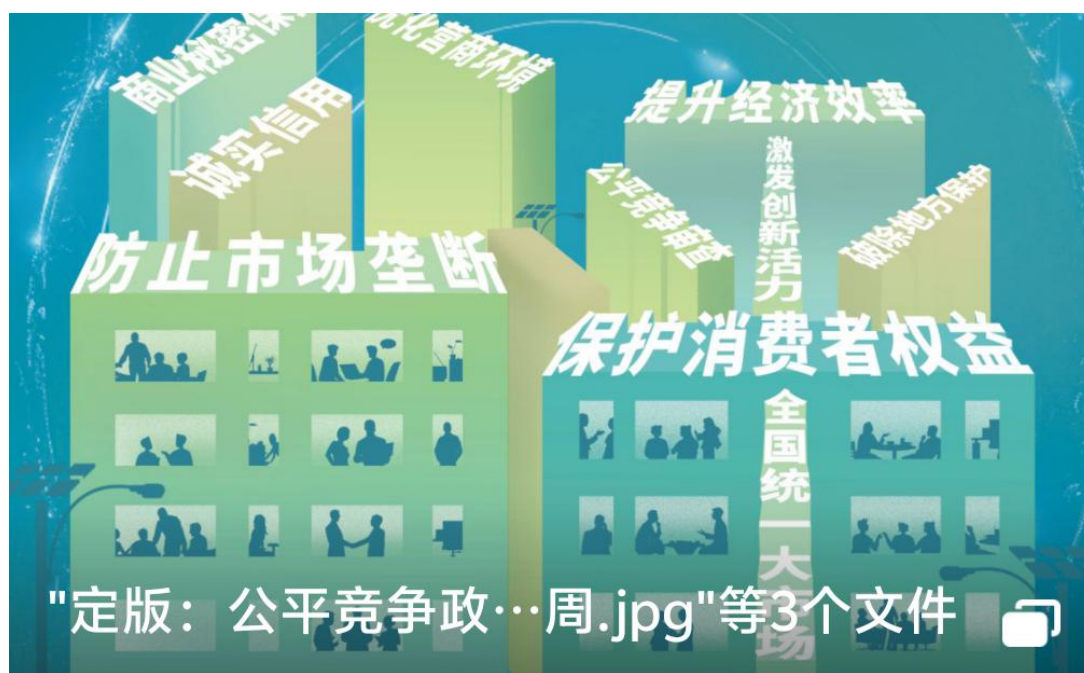 商业秘密保护
优化营商环境
诚实信用
提升经济效率
激发创新活力
公平竞争审查
破除地方保护
防止市场垄断
保护消费者权益
全国统一大市场
"定版：公平竞争政…周.jpg"等3个文件